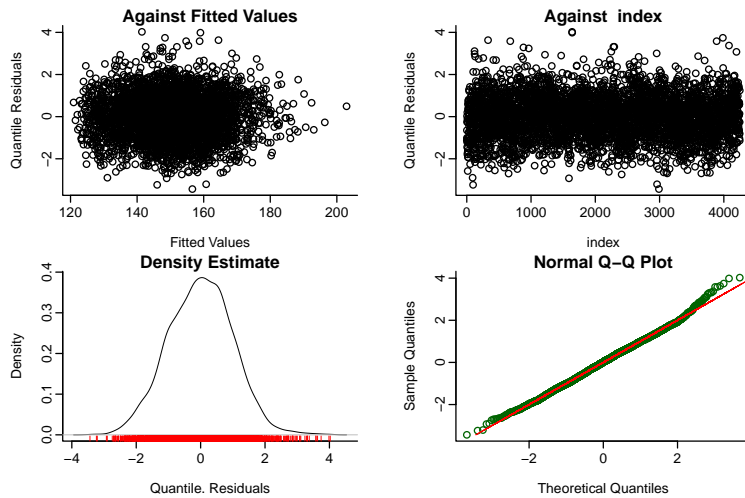 Against Fitted Values
Quantile Residuals
4
2
0
−2
120 140 160 180 200
Fitted Values
Against index
Quantile Residuals
4
2
0
−2
0 1000 2000 3000 4000
index
Density Estimate
Density
0.4
0.3
0.2
0.1
0.0
−4 −2 0 2 4
Quantile. Residuals
Normal Q−Q Plot
Sample Quantiles
4
2
0
−2
−2 0 2
Theoretical Quantiles